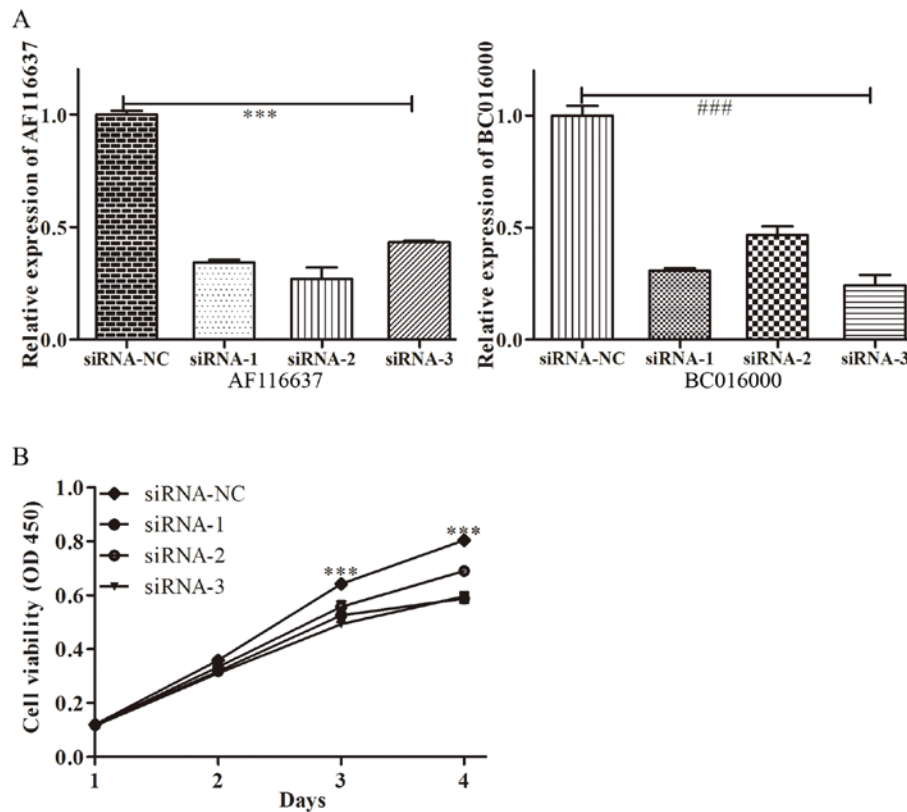 A
Relative expression of AF116637
1.0
0.5
0.0
***
siRNA-NC siRNA-1 siRNA-2 siRNA-3
AF116637
Relative expression of BC016000
1.0
0.5
0.0
###
siRNA-NC siRNA-1 siRNA-2 siRNA-3
BC016000
B
Cell viability (OD 450)
1.0
0.8
0.6
0.4
0.2
0.0
siRNA-NC
siRNA-1
siRNA-2
siRNA-3
***
***
1 2 3 4
Days